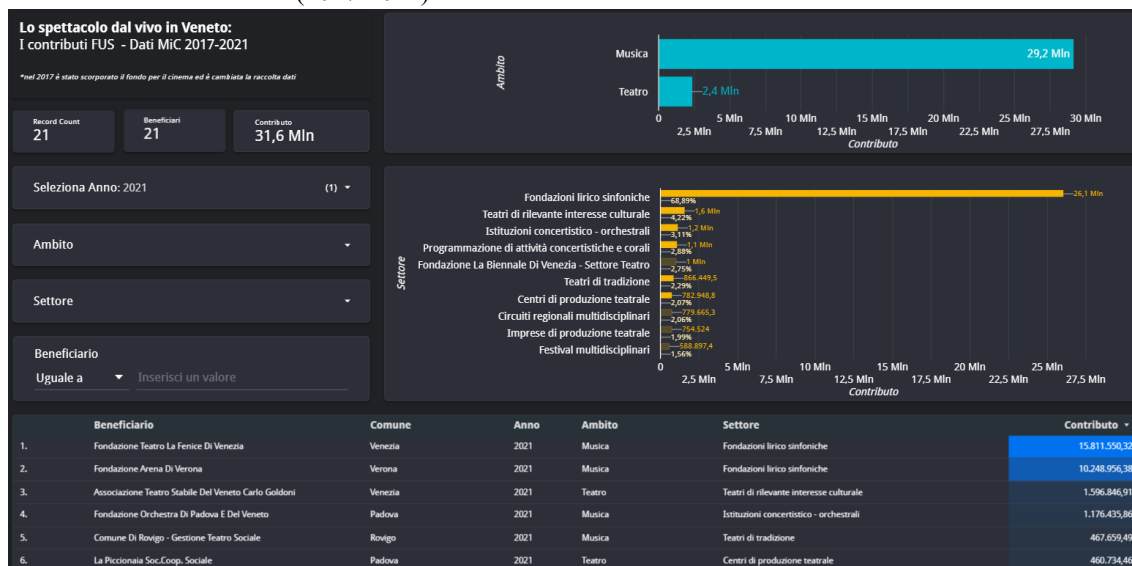 Lo spettacolo dal vivo in Veneto:
I contributi FUS - Dati MiC 2017-2021
*nel 2017 è stato scorporato il fondo per il cinema ed è cambiata la raccolta dati
Record Count
21
Beneficiari
21
Contributo
31,6 Mln
Seleziona Anno: 2021 (1)
Ambito
Settore
Beneficiario
Uguale a Inserisci un valore
Ambito
Musica 29,2 Mln
Teatro 2,4 Mln
0 5 Mln 10 Mln 15 Mln 20 Mln 25 Mln 30 Mln
2,5 Mln 7,5 Mln 12,5 Mln 17,5 Mln 22,5 Mln 27,5 Mln
Contributo
Settore
Fondazioni lirico sinfoniche 26,1 Mln
68,89%
Teatri di rilevante interesse culturale 1,6 Mln
4,22%
Istituzioni concertistico - orchestrali 1,2 Mln
3,11%
Programmazione di attività concertistiche e corali 1,1 Mln
2,88%
Fondazione La Biennale Di Venezia - Settore Teatro 1 Mln
2,75%
Teatri di tradizione 866.449,5
2,29%
Centri di produzione teatrale 782.948,8
2,07%
Circuiti regionali multidisciplinari 779.665,3
2,06%
Imprese di produzione teatrale 754.524
1,99%
Festival multidisciplinari 588.897,4
1,56%
0 5 Mln 10 Mln 15 Mln 20 Mln 25 Mln
2,5 Mln 7,5 Mln 12,5 Mln 17,5 Mln 22,5 Mln 27,5 Mln
Contributo
Beneficiario Comune Anno Ambito Settore Contributo
1. Fondazione Teatro La Fenice Di Venezia Venezia 2021 Musica Fondazioni lirico sinfoniche 15.811.550,32
2. Fondazione Arena Di Verona Verona 2021 Musica Fondazioni lirico sinfoniche 10.248.956,38
3. Associazione Teatro Stabile Del Veneto Carlo Goldoni Venezia 2021 Teatro Teatri di rilevante interesse culturale 1.596.846,91
4. Fondazione Orchestra Di Padova E Del Veneto Padova 2021 Musica Istituzioni concertistico - orchestrali 1.176.435,86
5. Comune Di Rovigo - Gestione Teatro Sociale Rovigo 2021 Musica Teatri di tradizione 467.659,49
6. La Piccionaia Soc.Coop. Sociale Padova 2021 Teatro Centri di produzione teatrale 460.734,46